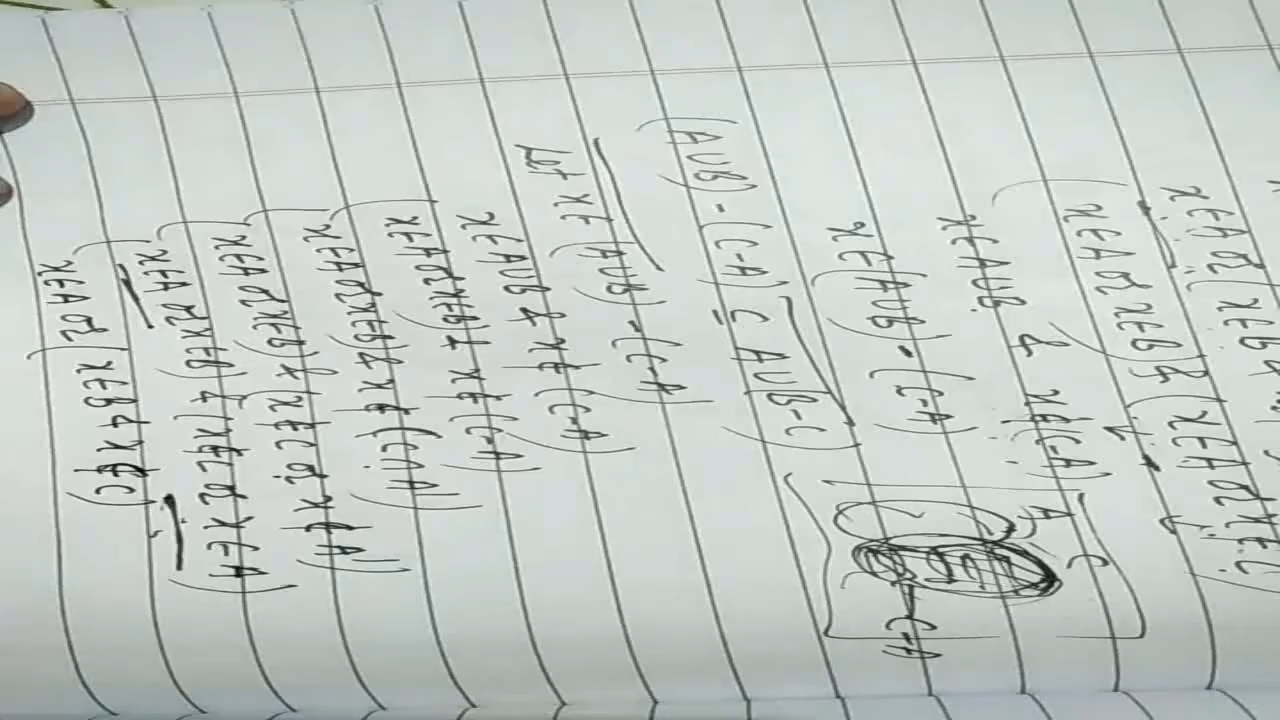 x∈A or (x∈B &
(x∈A or x∈B) & (x∈A or x∉C
x∈A∪B & x∉(C-A)
x∈(A∪B) - (C-A)
(A∪B) - (C-A) ⊆ A∪(B-C)
A
C
C-A
Let x∈(A∪B) - (C-A)
x∈A∪B & x∉(C-A)
(x∈A or x∈B) & x∉(C-A)
(x∈A or x∈B) & x∉(C∩A')
(x∈A or x∈B) & (x∉C or x∉A')
(x∈A or x∈B) & (x∉C or x∈A)
x∈A or (x∈B & x∉C)